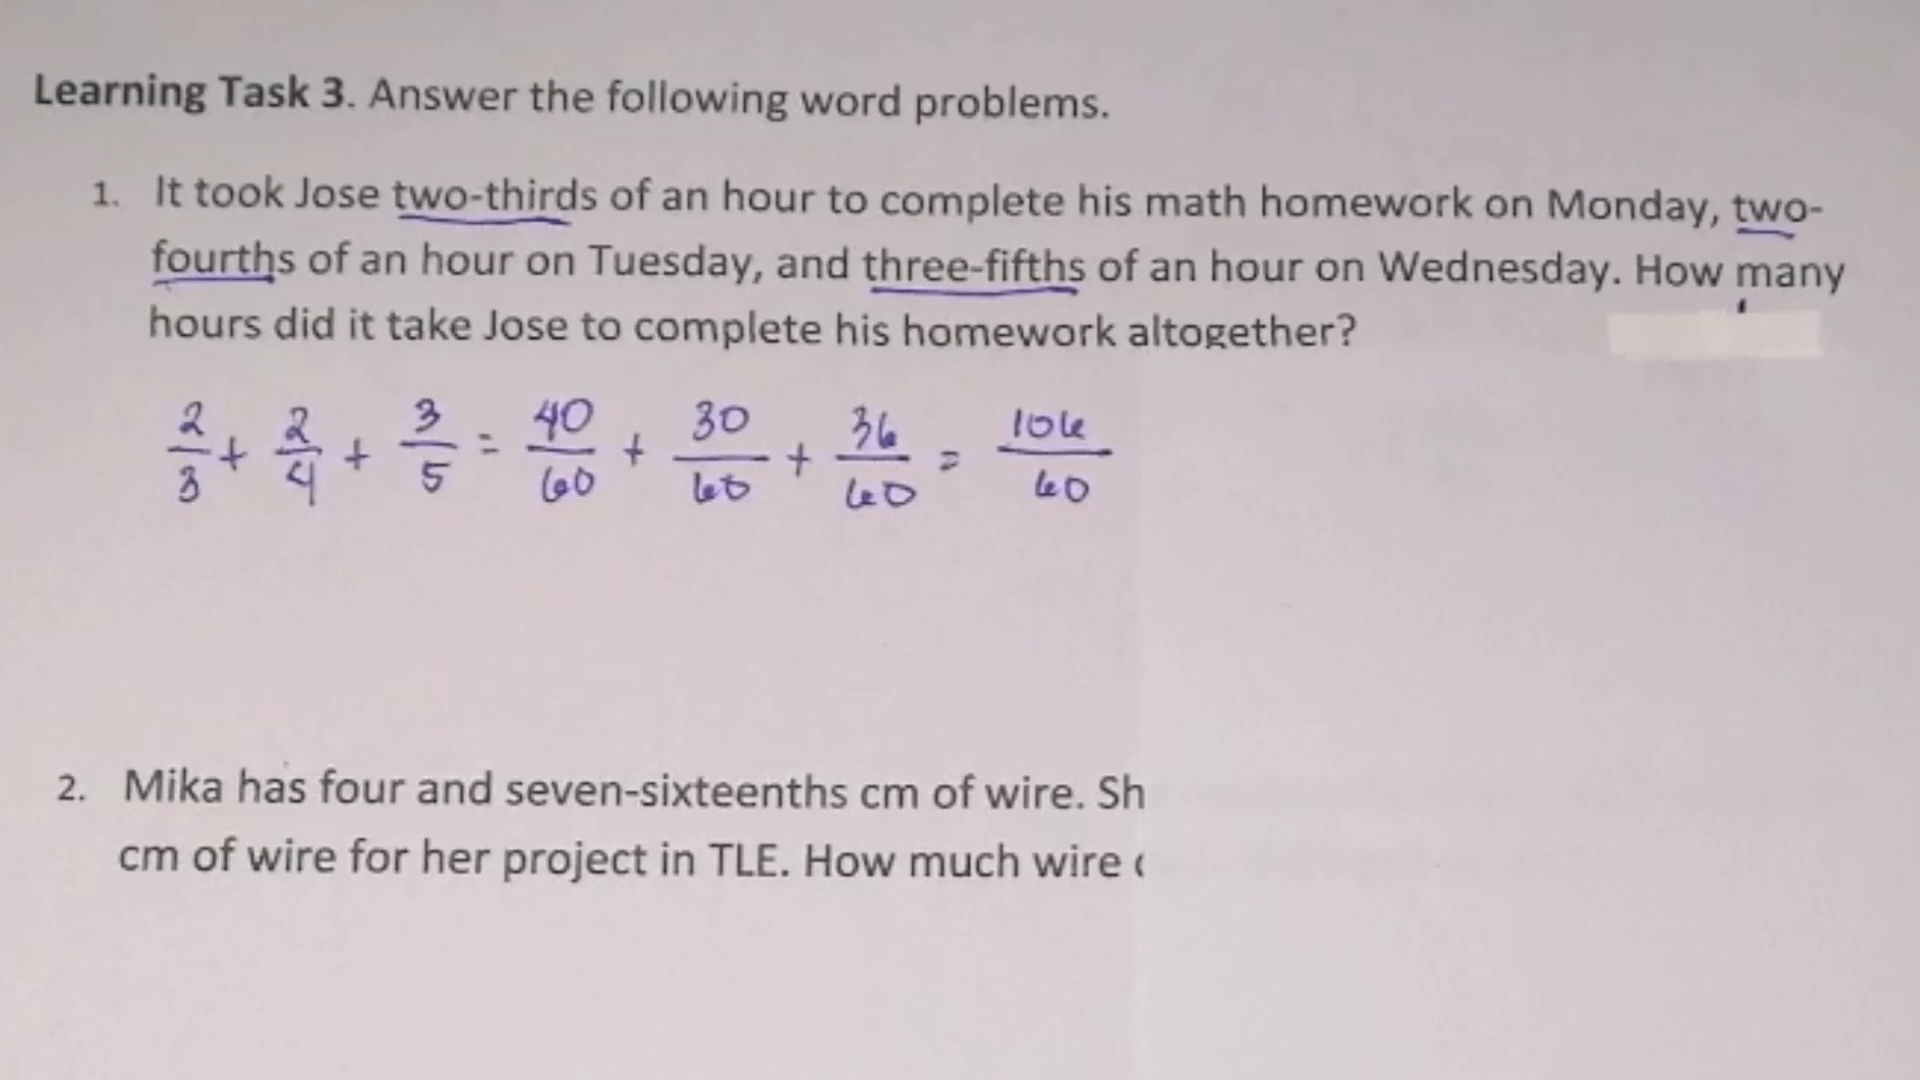 Learning Task 3. Answer the following word problems.
1. It took Jose two-thirds of an hour to complete his math homework on Monday, two-
fourths of an hour on Tuesday, and three-fifths of an hour on Wednesday. How many
hours did it take Jose to complete his homework altogether?
2/3 + 2/4 + 3/5 = 40/60 + 30/60 + 36/60 = 106/60
2. Mika has four and seven-sixteenths cm of wire. Sh
cm of wire for her project in TLE. How much wire